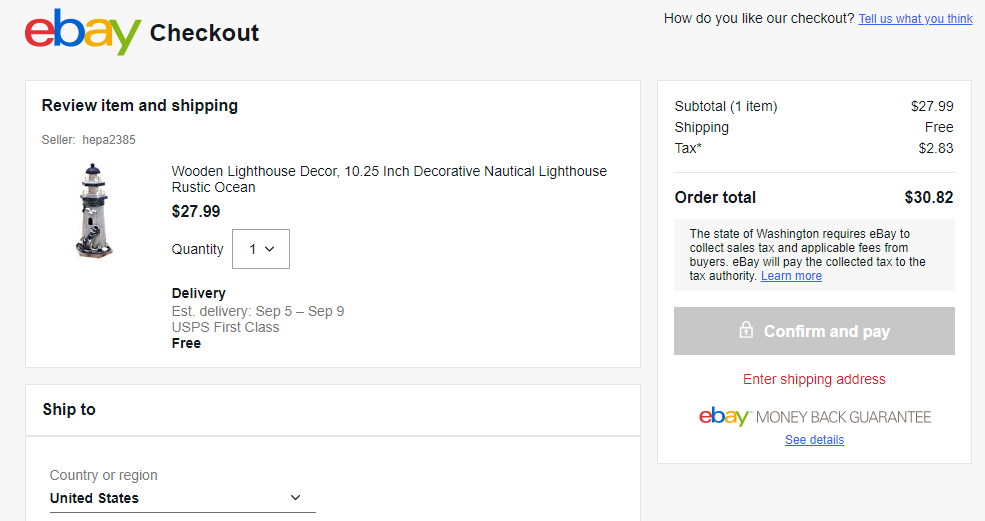 ebay Checkout
How do you like our checkout? Tell us what you think
Review item and shipping
Seller: hepa2385
Wooden Lighthouse Decor, 10.25 Inch Decorative Nautical Lighthouse
Rustic Ocean
$27.99
Quantity 1
Delivery
Est. delivery: Sep 5 – Sep 9
USPS First Class
Free
Ship to
Country or region
United States
Subtotal (1 item) $27.99
Shipping Free
Tax* $2.83
Order total $30.82
The state of Washington requires eBay to
collect sales tax and applicable fees from
buyers. eBay will pay the collected tax to the
tax authority. Learn more
Confirm and pay
Enter shipping address
ebay MONEY BACK GUARANTEE
See details